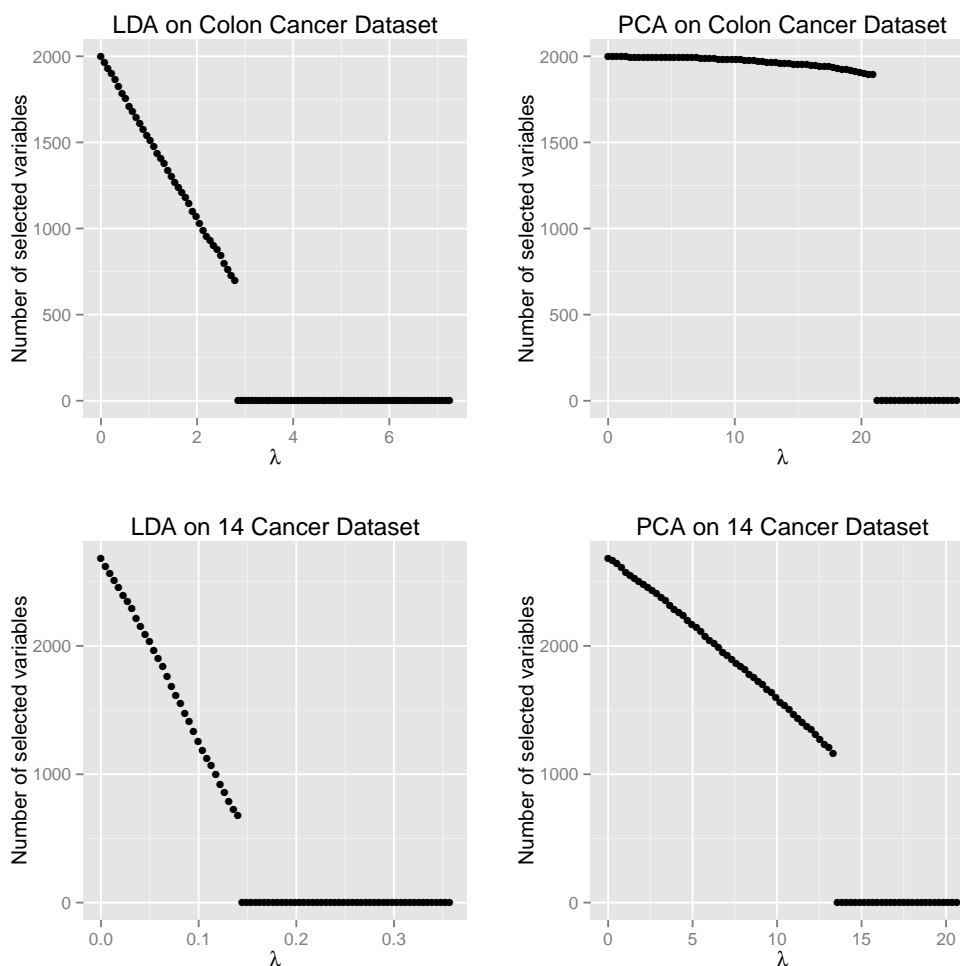 LDA on Colon Cancer Dataset
Number of selected variables
2000
1500
1000
500
0
0 2 4 6
λ
PCA on Colon Cancer Dataset
Number of selected variables
2000
1500
1000
500
0
0 10 20
λ
LDA on 14 Cancer Dataset
Number of selected variables
2000
1000
0
0.0 0.1 0.2 0.3
λ
PCA on 14 Cancer Dataset
Number of selected variables
2000
1000
0
0 5 10 15 20
λ